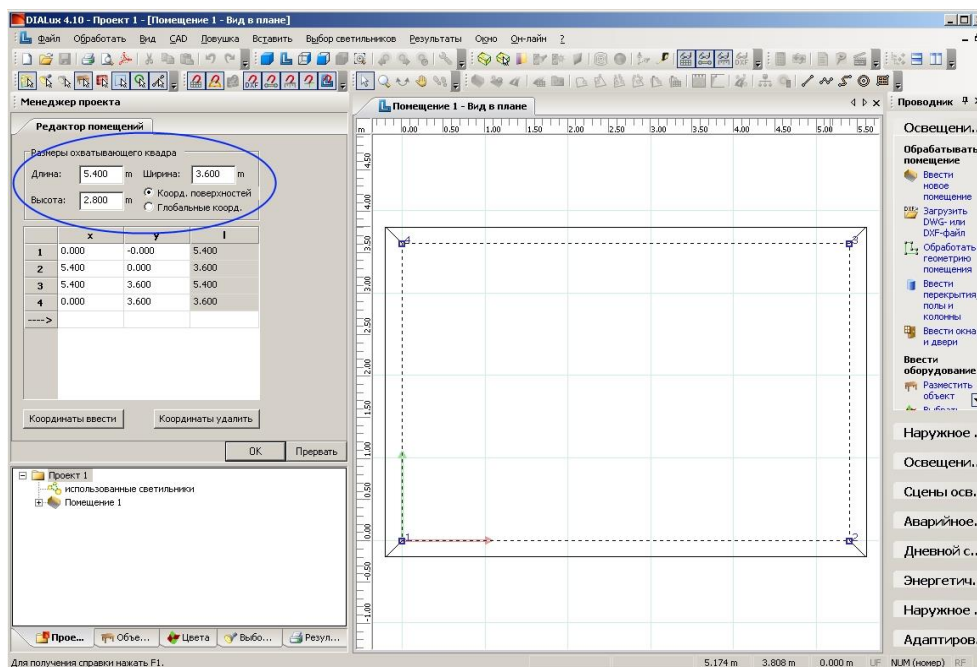 DIALux 4.10 - Проект 1 - [Помещение 1 - Вид в плане]
Файл Обработать Вид CAD Ловушка Вставить Выбор светильников Результаты Окно Он-лайн ?
Менеджер проекта
Редактор помещений
Размеры охватывающего квадра
Длина: 5.400 m Ширина: 3.600 m
Высота: 2.800 m
Коорд. поверхностей
Глобальные коорд.
x y l
1 0.000 -0.000 5.400
2 5.400 0.000 3.600
3 5.400 3.600 5.400
4 0.000 3.600 3.600
---->
Координаты ввести Координаты удалить
OK Прервать
Проект 1
использованные светильники
Помещение 1
Прое... Объе... Цвета Выбо... Резул...
Помещение 1 - Вид в плане
m 0.00 0.50 1.00 1.50 2.00 2.50 3.00 3.50 4.00 4.50 5.00 5.50
4.50
4.00
3.50
3.00
2.50
2.00
1.50
1.00
0.50
0.00
-0.50
-1.00
4 3
1 2
Проводник
Освещени...
Обрабатывать
помещение
Ввести
новое
помещение
Загрузить
DWG- или
DXF-файл
Обработать
геометрию
помещения
Ввести
перекрытия,
полы и
колонны
Ввести окна
и двери
Ввести
оборудование
Разместить
объект
Наружное .
Освещени...
Сцены осв.
Аварийное.
Дневной с...
Энергетич.
Наружное .
Адаптиров.
Для получения справки нажать F1.
5.174 m 3.808 m 0.000 m UF NUM (номер) RF